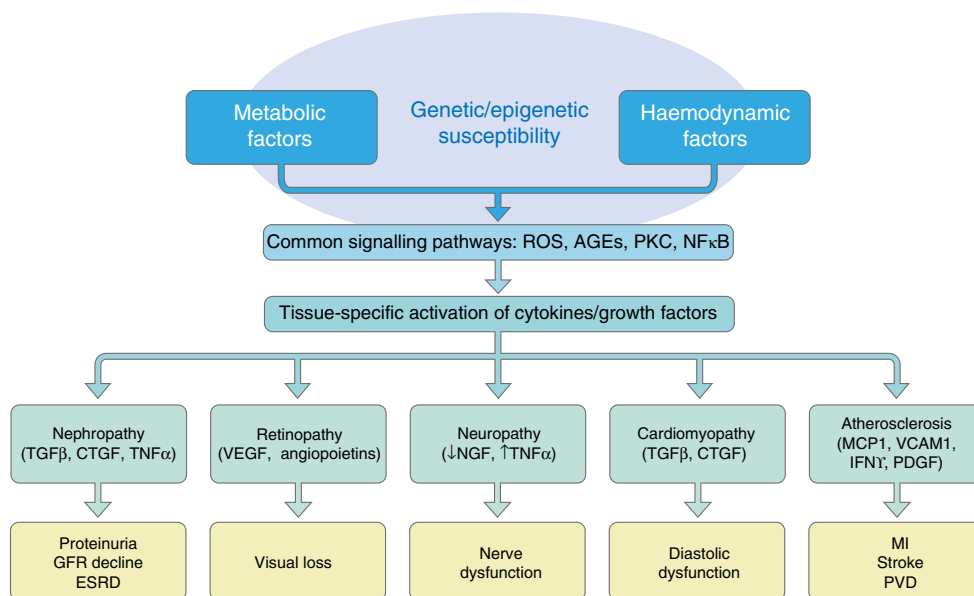 Metabolic
factors
Genetic/epigenetic
susceptibility
Haemodynamic
factors
Common signalling pathways: ROS, AGEs, PKC, NFκB
Tissue-specific activation of cytokines/growth factors
Nephropathy
(TGFβ, CTGF, TNFα)
Retinopathy
(VEGF, angiopoietins)
Neuropathy
(↓NGF, ↑TNFα)
Cardiomyopathy
(TGFβ, CTGF)
Atherosclerosis
(MCP1, VCAM1,
IFNϒ, PDGF)
Proteinuria
GFR decline
ESRD
Visual loss
Nerve
dysfunction
Diastolic
dysfunction
MI
Stroke
PVD